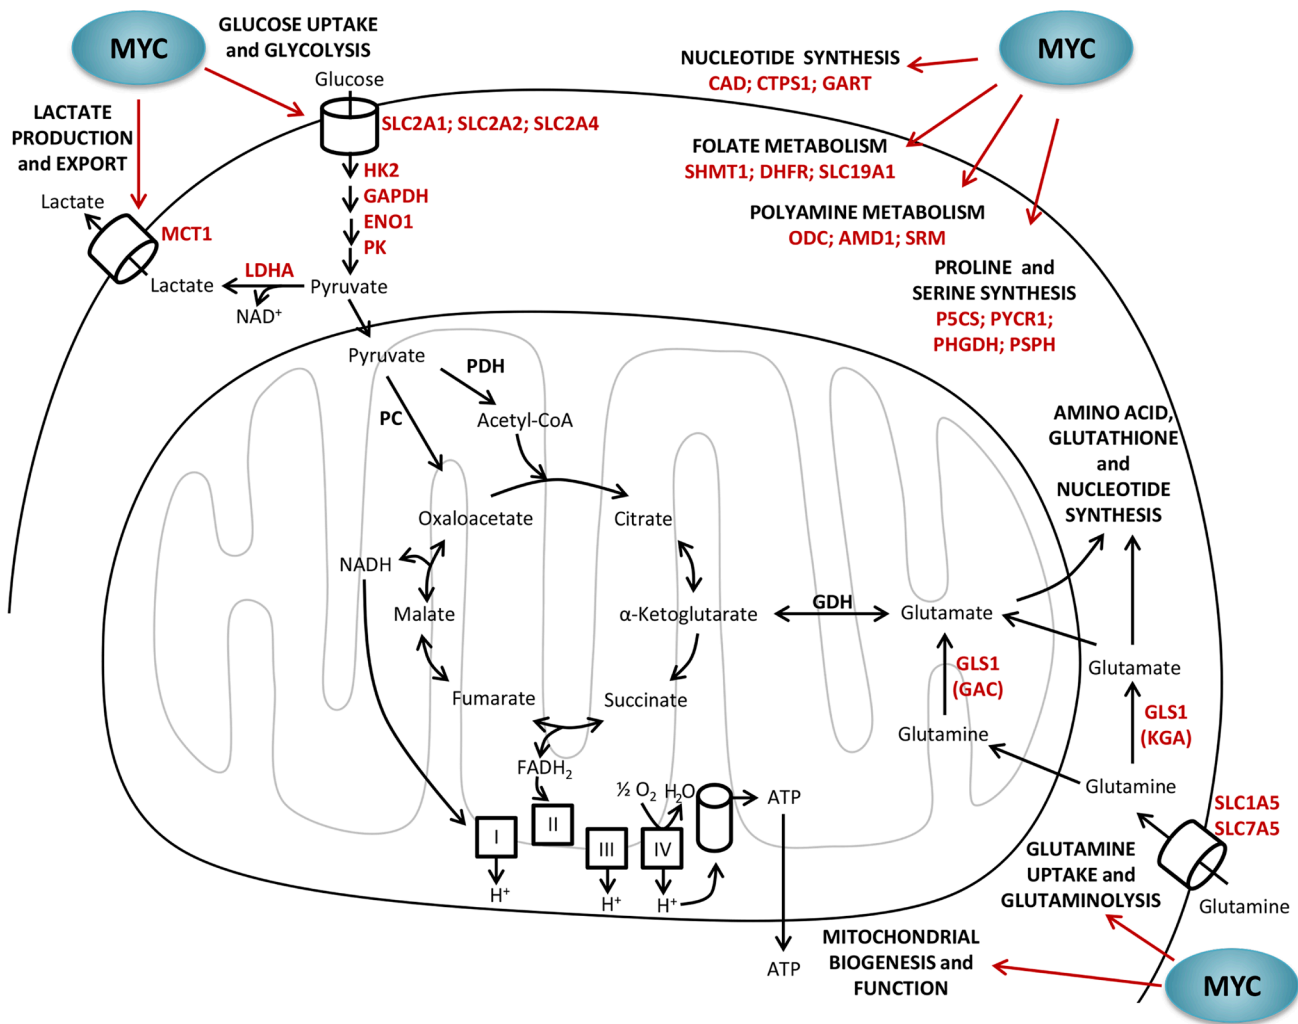 MYC
GLUCOSE UPTAKE
and GLYCOLYSIS
Glucose
SLC2A1; SLC2A2; SLC2A4
HK2
GAPDH
ENO1
PK
LACTATE
PRODUCTION
and EXPORT
Lactate
MCT1
Lactate
LDHA
NAD⁺
Pyruvate
MYC
NUCLEOTIDE SYNTHESIS
CAD; CTPS1; GART
FOLATE METABOLISM
SHMT1; DHFR; SLC19A1
POLYAMINE METABOLISM
ODC; AMD1; SRM
PROLINE and
SERINE SYNTHESIS
P5CS; PYCR1;
PHGDH; PSPH
Pyruvate
PDH
PC
Acetyl-CoA
Oxaloacetate
Citrate
NADH
Malate
α-Ketoglutarate
GDH
Glutamate
Fumarate
Succinate
FADH₂
½ O₂
H₂O
ATP
I
II
III
IV
H⁺
H⁺
H⁺
ATP
AMINO ACID,
GLUTATHIONE
and
NUCLEOTIDE
SYNTHESIS
GLS1
(GAC)
Glutamine
Glutamate
GLS1
(KGA)
Glutamine
SLC1A5
SLC7A5
GLUTAMINE
UPTAKE and
GLUTAMINOLYSIS
Glutamine
MITOCHONDRIAL
BIOGENESIS and
FUNCTION
MYC